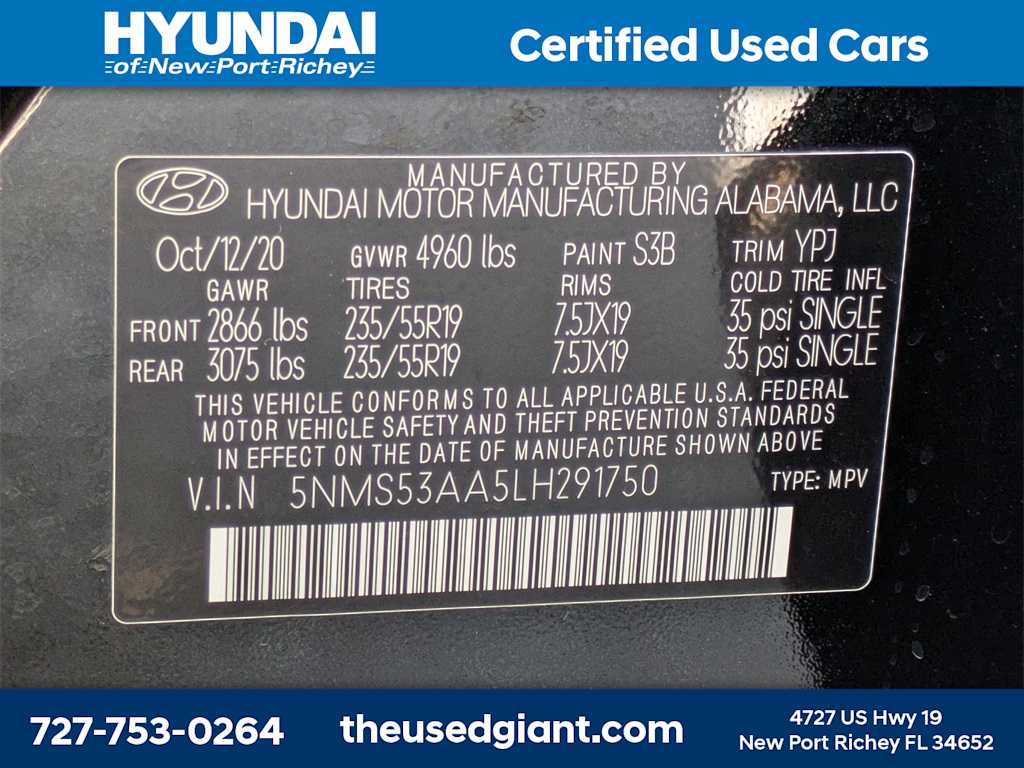 HYUNDAI
of New Port Richey
Certified Used Cars
MANUFACTURED BY
HYUNDAI MOTOR MANUFACTURING ALABAMA, LLC
Oct/12/20 GVWR 4960 lbs PAINT S3B TRIM YPJ
GAWR TIRES RIMS COLD TIRE INFL
FRONT 2866 lbs 235/55R19 7.5JX19 35 psi SINGLE
REAR 3075 lbs 235/55R19 7.5JX19 35 psi SINGLE
THIS VEHICLE CONFORMS TO ALL APPLICABLE U.S.A. FEDERAL
MOTOR VEHICLE SAFETY AND THEFT PREVENTION STANDARDS
IN EFFECT ON THE DATE OF MANUFACTURE SHOWN ABOVE
V.I.N 5NMS53AA5LH291750 TYPE: MPV
727-753-0264
theusedgiant.com
4727 US Hwy 19
New Port Richey FL 34652